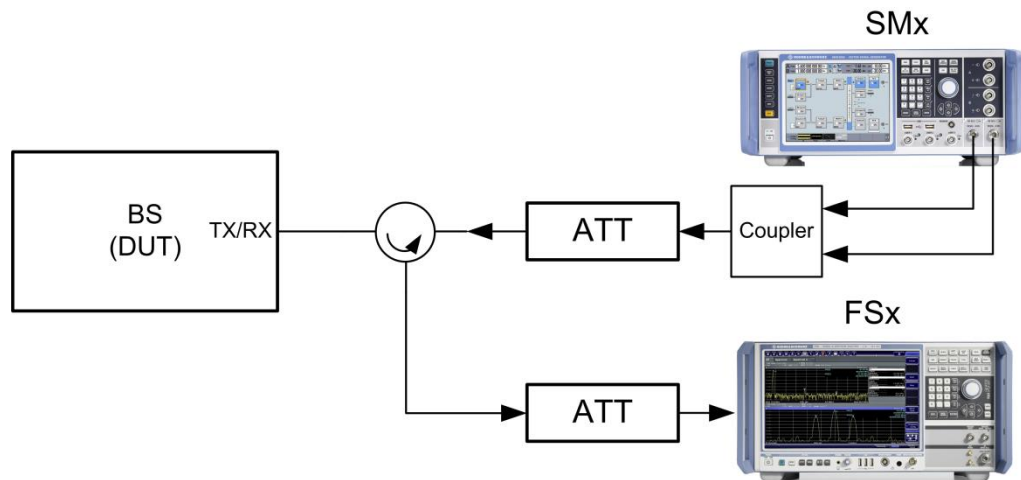 SMx
BS
(DUT)
TX/RX
ATT
Coupler
FSx
ATT